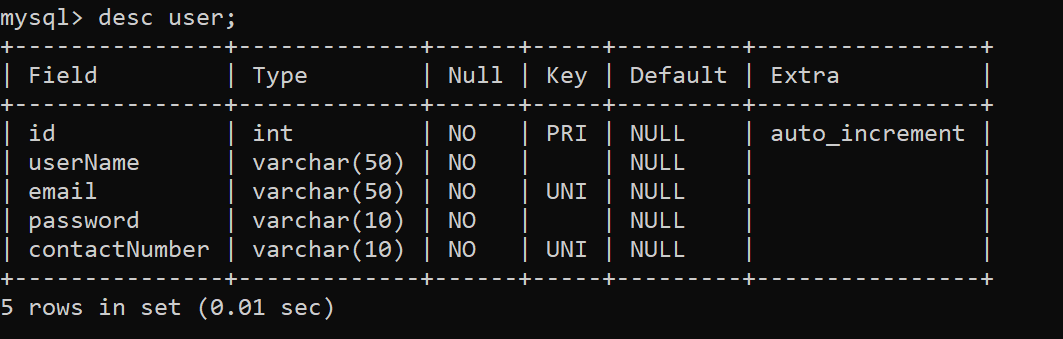 mysql> desc user;
+---------------+-------------+------+-----+---------+----------------+
| Field         | Type        | Null | Key | Default | Extra          |
+---------------+-------------+------+-----+---------+----------------+
| id            | int         | NO   | PRI | NULL    | auto_increment |
| userName      | varchar(50) | NO   |     | NULL    |                |
| email         | varchar(50) | NO   | UNI | NULL    |                |
| password      | varchar(10) | NO   |     | NULL    |                |
| contactNumber | varchar(10) | NO   | UNI | NULL    |                |
+---------------+-------------+------+-----+---------+----------------+
5 rows in set (0.01 sec)